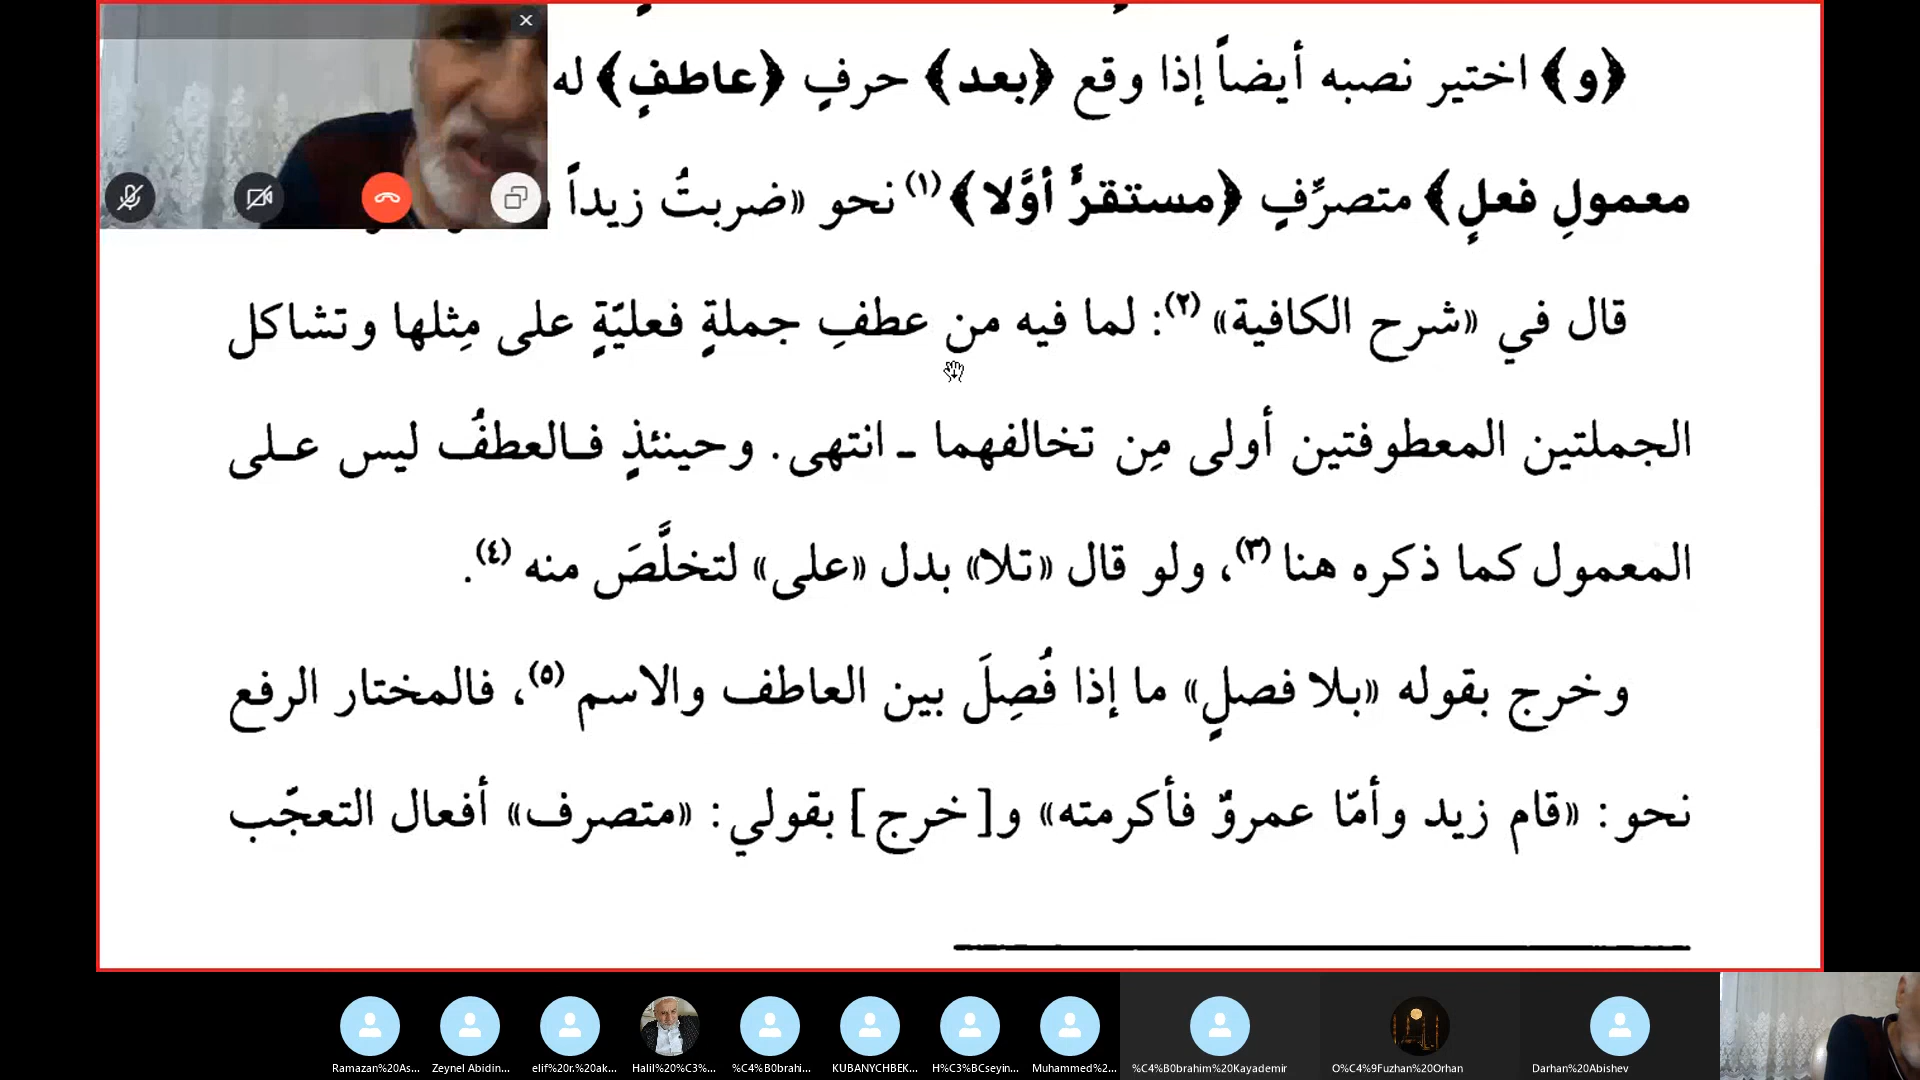 ﴿و﴾ اختير نصبه أيضاً إذا وقع ﴿بعد﴾ حرفٍ ﴿عاطفٍ﴾ له
معمولِ فعلٍ﴾ متصرِّفٍ ﴿مستقرٍّ أوَّلا﴾(١) نحو «ضربتُ زيداً
قال في «شرح الكافية»(٢): لما فيه من عطفِ جملةٍ فعليّةٍ على مِثلها وتشاكل
الجملتين المعطوفتين أولى مِن تخالفهما ـ انتهى. وحينئذٍ فـالعطفُ ليس عـلى
المعمول كما ذكره هنا(٣)، ولو قال «تلا» بدل «على» لتخلَّصَ منه(٤).
وخرج بقوله «بلا فصلٍ» ما إذا فُصِلَ بين العاطف والاسم(٥)، فالمختار الرفع
نحو: «قام زيد وأمّا عمروٌ فأكرمته» و[خرج] بقولي: «متصرف» أفعال التعجّب
Ramazan%20As... Zeynel Abidin... elif%20r.%20ak... Halil%20%C3%... %C4%B0brahi... KUBANYCHBEK... H%C3%BCseyin... Muhammed%2... %C4%B0brahim%20Kayademir O%C4%9Fuzhan%20Orhan Darhan%20Abishev